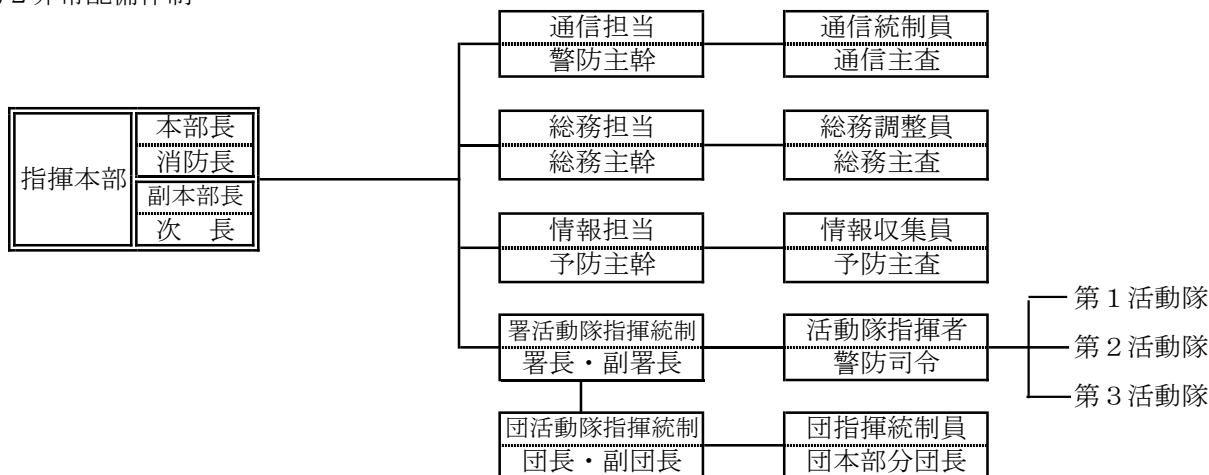 非常配備体制
通信担当
警防主幹
通信統制員
通信主査
指揮本部
本部長
消防長
副本部長
次　長
総務担当
総務主幹
総務調整員
総務主査
情報担当
予防主幹
情報収集員
予防主査
署活動隊指揮統制
署長・副署長
活動隊指揮者
警防司令
第１活動隊
第２活動隊
第３活動隊
団活動隊指揮統制
団長・副団長
団指揮統制員
団本部分団長